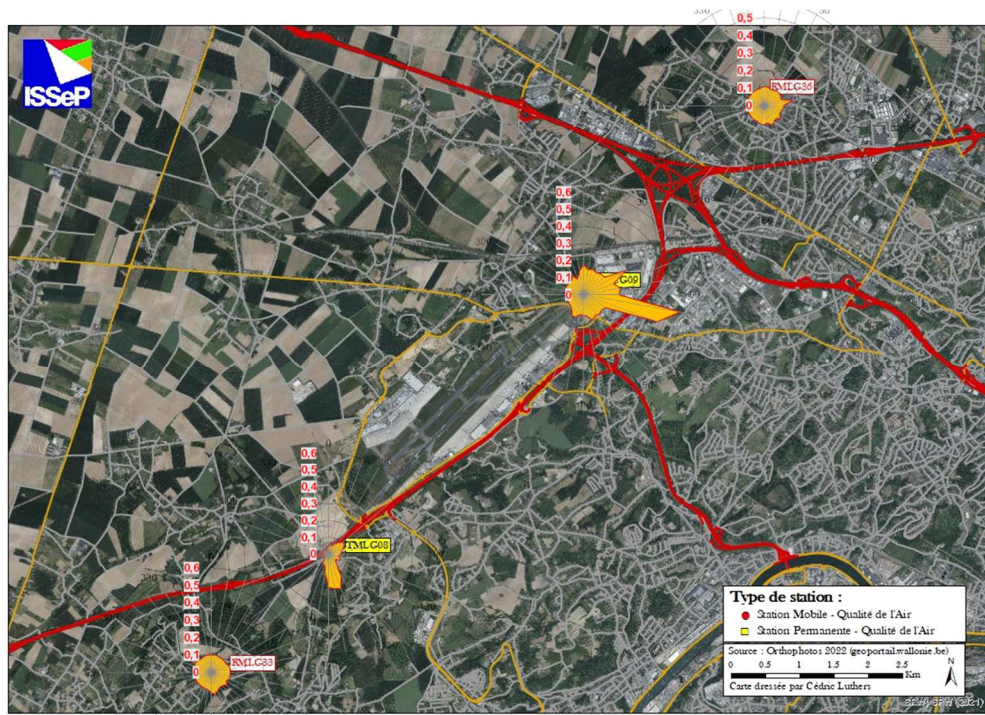 ISSeP
0,5
0,4
0,3
0,2
0,1
0
RMLG36
0,6
0,5
0,4
0,3
0,2
0,1
0
300
G09
0,6
0,5
0,4
0,3
0,2
0,1
0
TMLG08
0,6
0,5
0,4
0,3
0,2
0,1
0
330
RMLG33
Type de station :
Station Mobile - Qualité de l'Air
Station Permanente - Qualité de l'Air
Source : Orthophotos 2022 (geoportail.wallonie.be)
0 0.5 1 1.5 2 2.5
Km
N
Carte dressée par Cédric Luthers